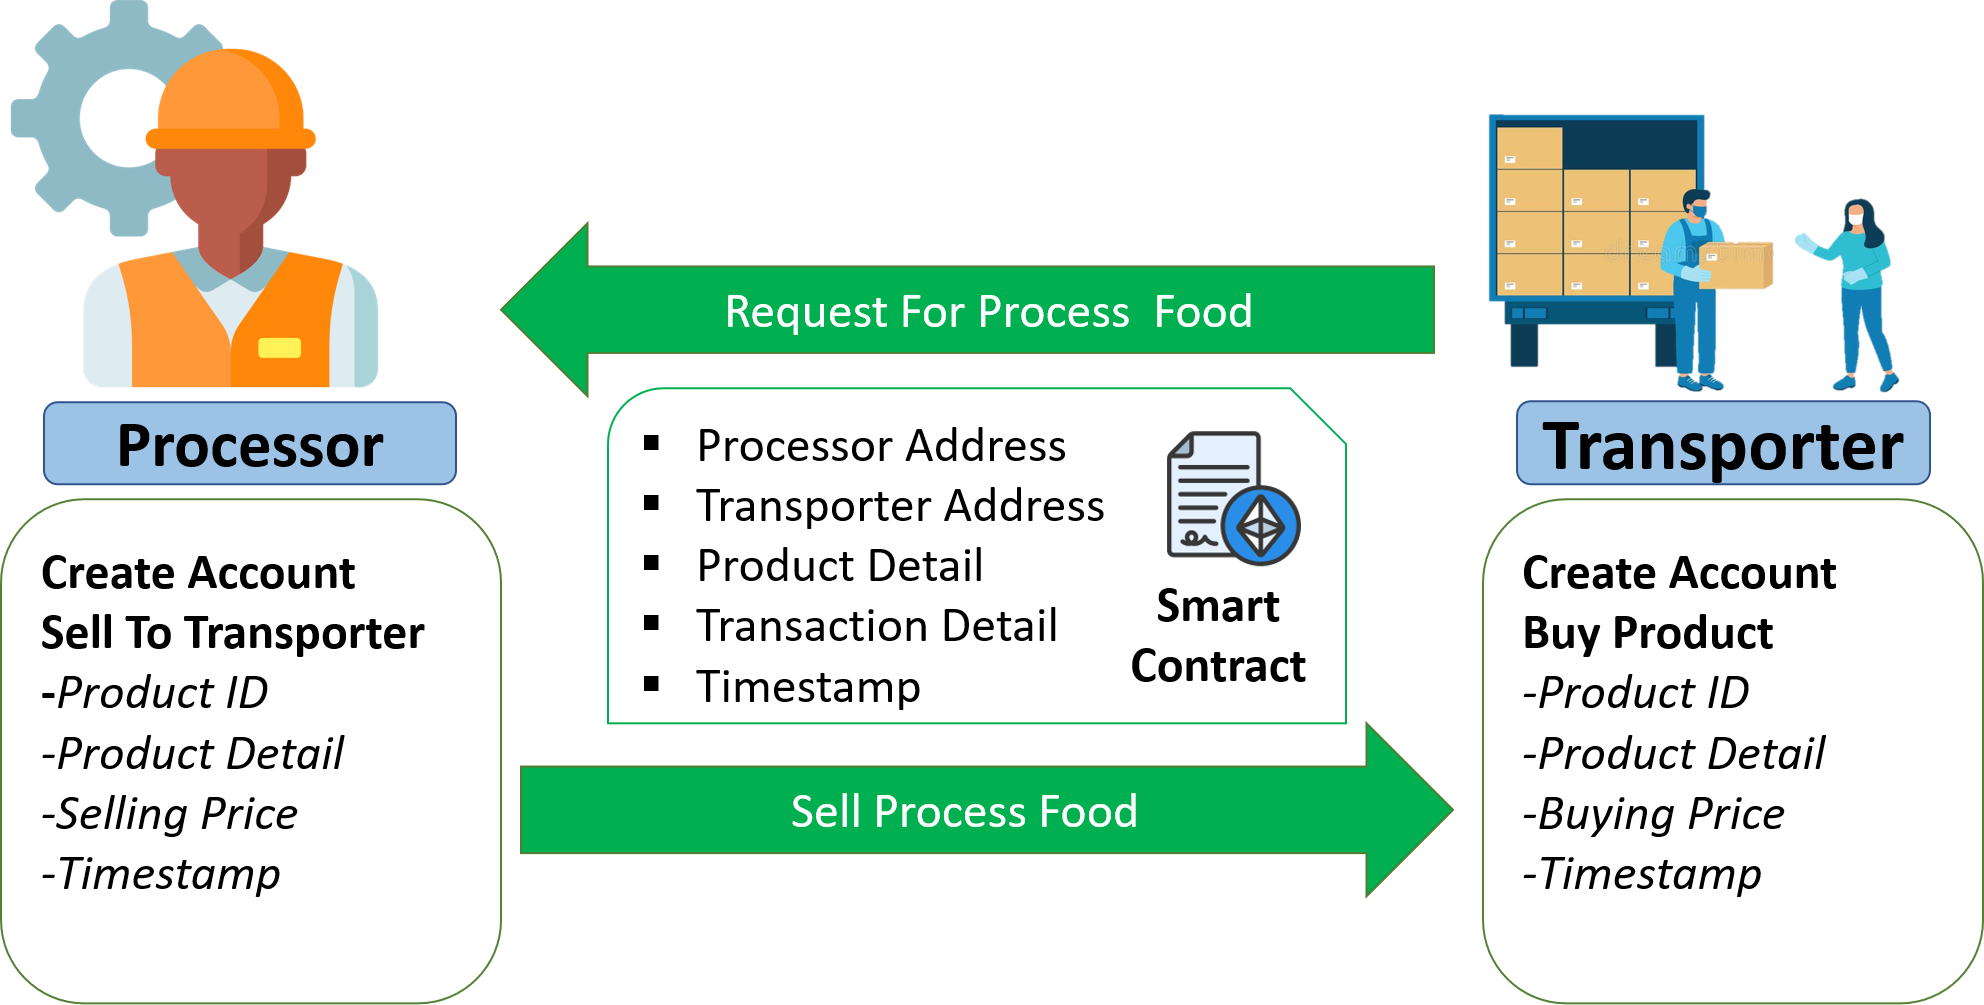 Request For Process Food
Processor
Transporter
Processor Address
Transporter Address
Product Detail
Transaction Detail
Timestamp
Smart
Contract
Create Account
Sell To Transporter
-Product ID
-Product Detail
-Selling Price
-Timestamp
Create Account
Buy Product
-Product ID
-Product Detail
-Buying Price
-Timestamp
Sell Process Food